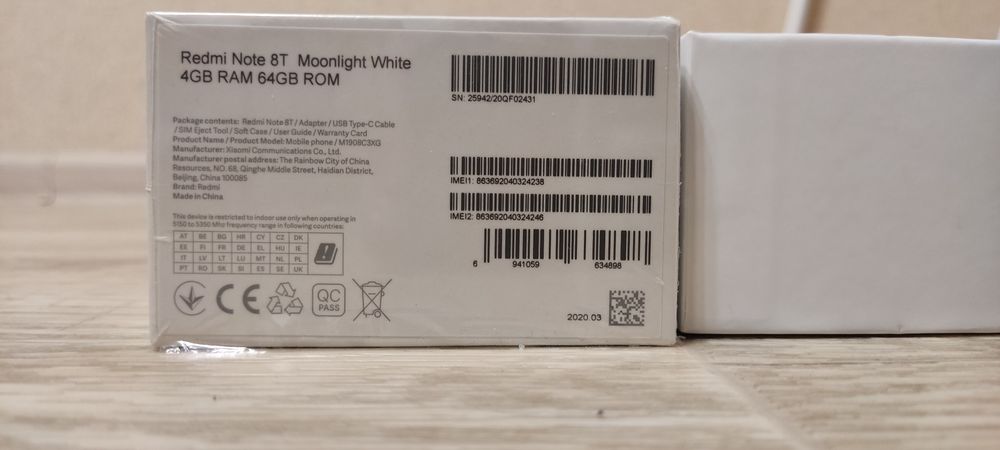 Redmi Note 8T Moonlight White
4GB RAM 64GB ROM
Package contents: Redmi Note 8T / Adapter / USB Type-C Cable
/ SIM Eject Tool / Soft Case / User Guide / Warranty Card
Product Name / Product Model: Mobile phone / M1908C3XG
Manufacturer: Xiaomi Communications Co., Ltd.
Manufacturer postal address: The Rainbow City of China
Resources, NO. 68, Qinghe Middle Street, Haidian District,
Beijing, China 100085
Brand: Redmi
Made in China
This device is restricted to indoor use only when operating in
5150 to 5350 Mhz frequency range in following countries:
AT BE BG HR CY CZ DK
EE FI FR DE EL HU IE
IT LV LT LU MT NL PL
PT RO SK SI ES SE UK
CE
QC
PASS
SN: 25942/20QF02431
IMEI1: 863692040324238
IMEI2: 863692040324246
6 941059 634898
2020.03